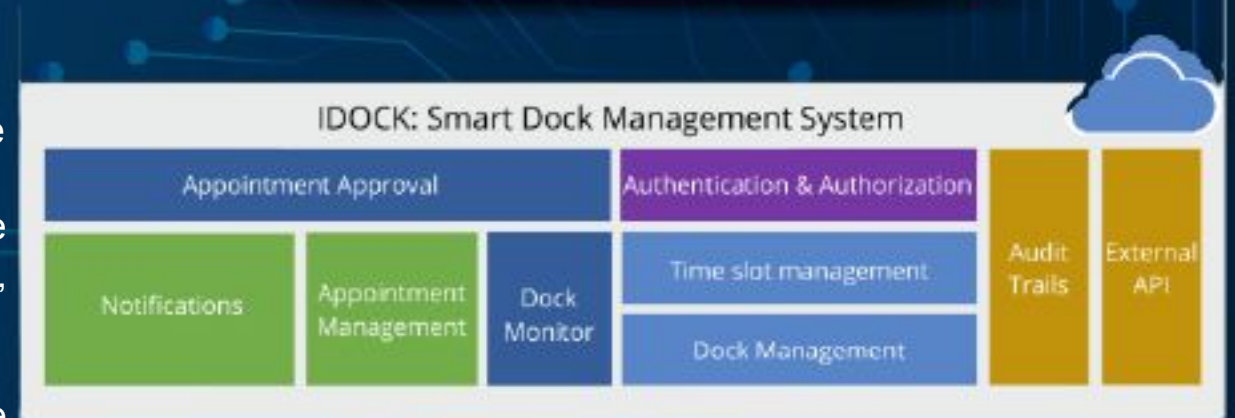 IDOCK: Smart Dock Management System
Appointment Approval
Authentication & Authorization
Notifications
Appointment
Management
Dock
Monitor
Time slot management
Dock Management
Audit
Trails
External
API